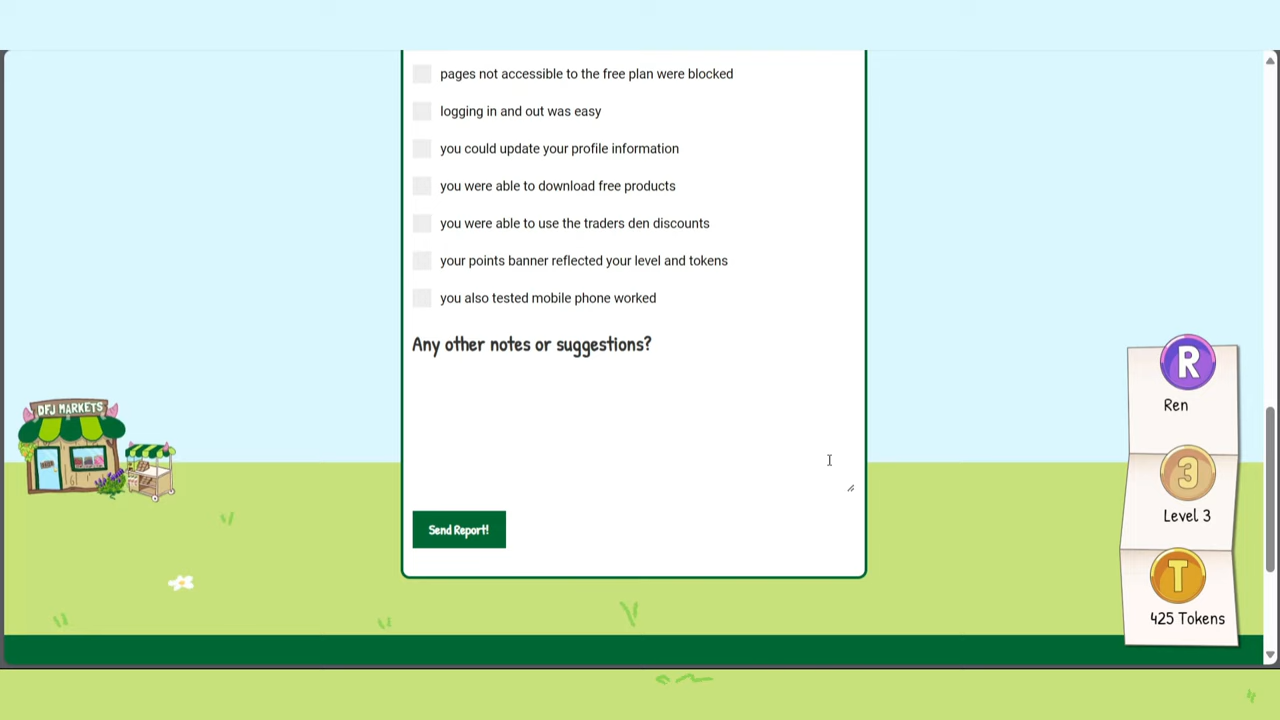 pages not accessible to the free plan were blocked
logging in and out was easy
you could update your profile information
you were able to download free products
you were able to use the traders den discounts
your points banner reflected your level and tokens
you also tested mobile phone worked
Any other notes or suggestions?
Send Report!
DFJ MARKETS
R
Ren
3
Level 3
T
425 Tokens